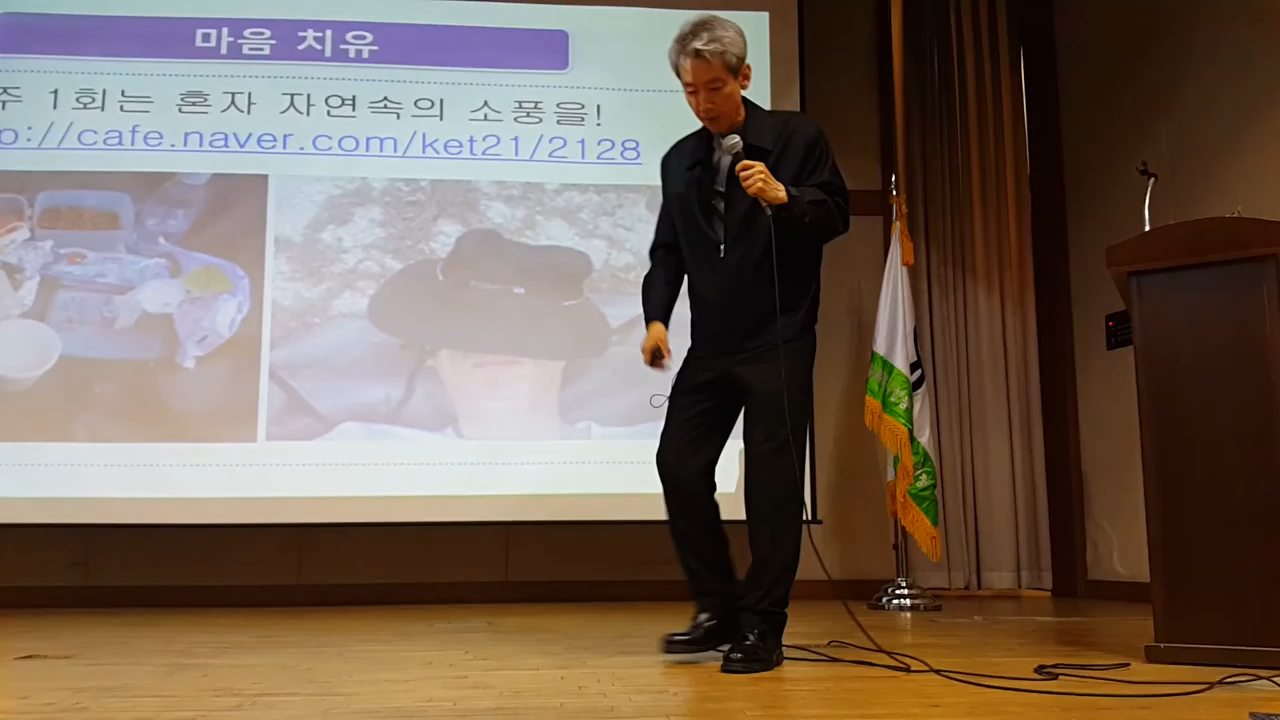 마음 치유
주 1회는 혼자 자연속의 소풍을!
p://cafe.naver.com/ket21/2128